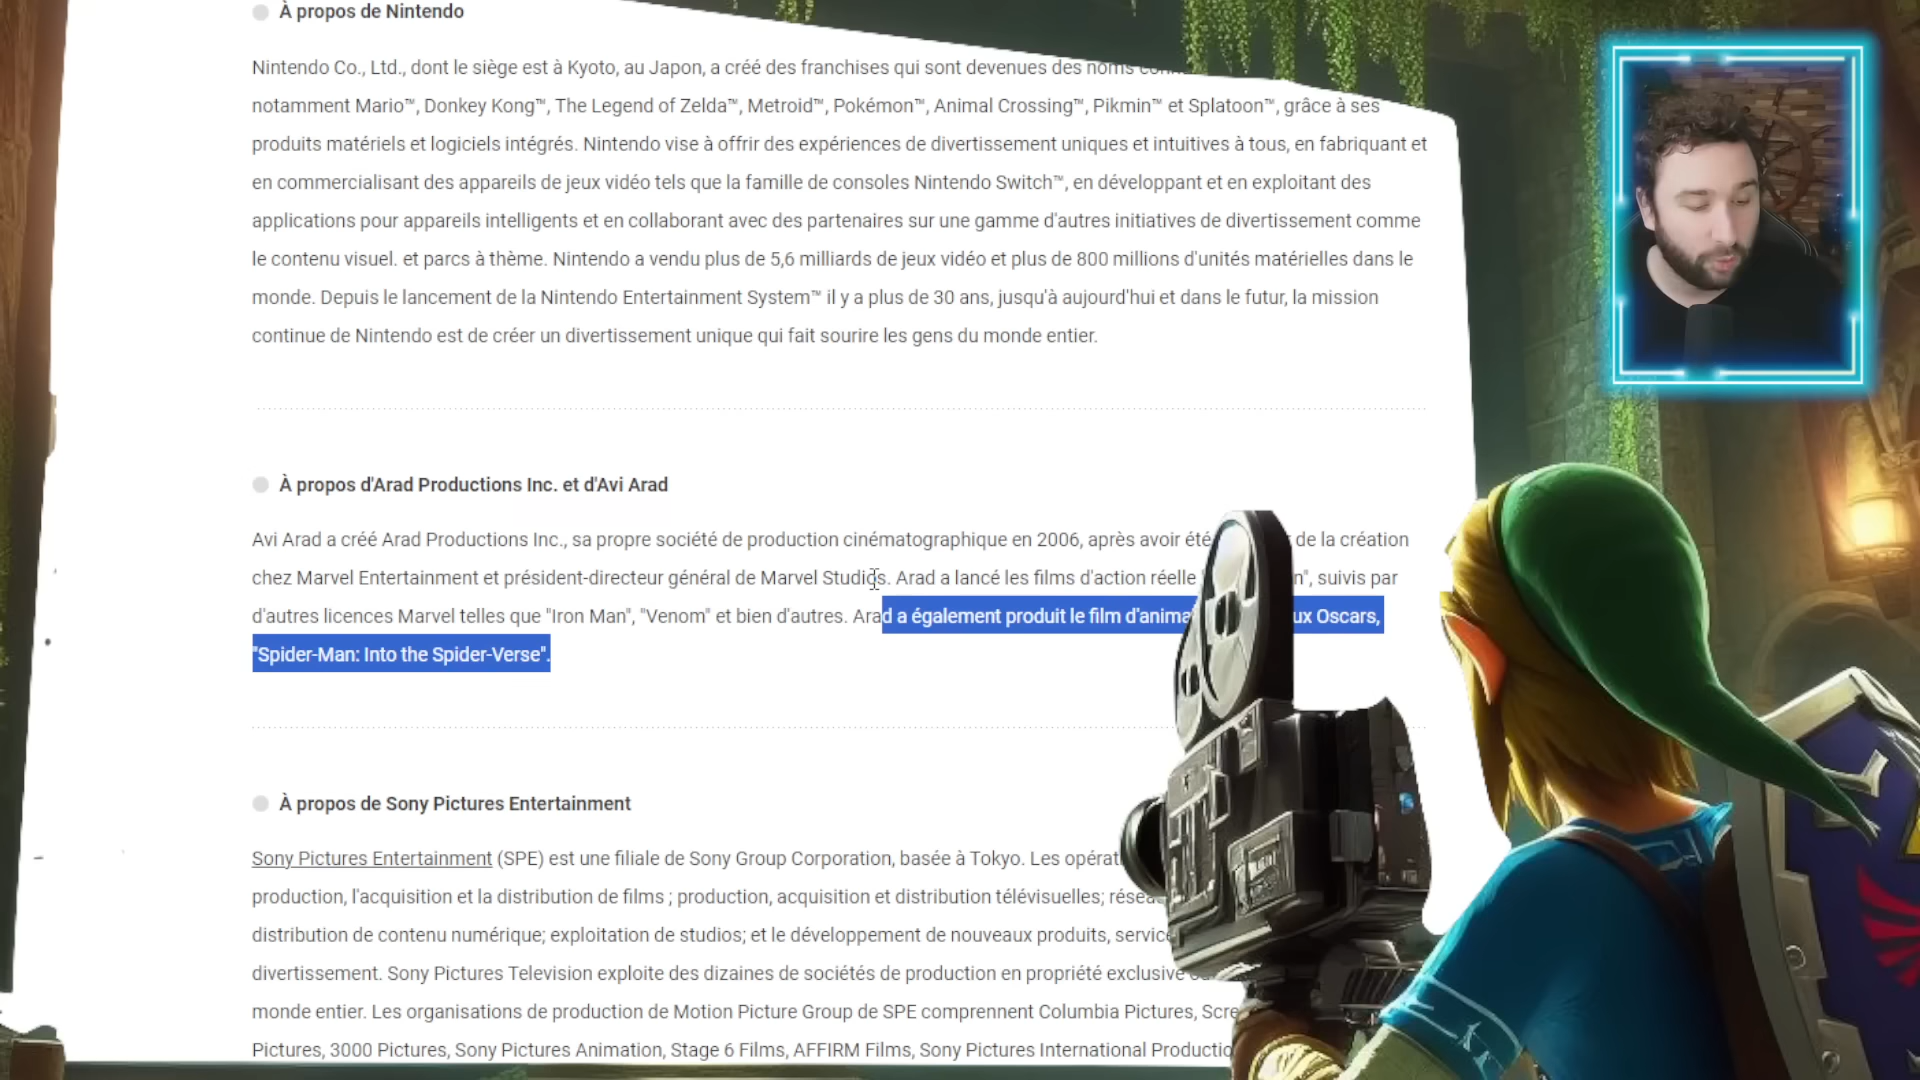 À propos de Nintendo
Nintendo Co., Ltd., dont le siège est à Kyoto, au Japon, a créé des franchises qui sont devenues des noms
notamment Mario™, Donkey Kong™, The Legend of Zelda™, Metroid™, Pokémon™, Animal Crossing™, Pikmin™ et Splatoon™, grâce à ses
produits matériels et logiciels intégrés. Nintendo vise à offrir des expériences de divertissement uniques et intuitives à tous, en fabriquant et
en commercialisant des appareils de jeux vidéo tels que la famille de consoles Nintendo Switch™, en développant et en exploitant des
applications pour appareils intelligents et en collaborant avec des partenaires sur une gamme d'autres initiatives de divertissement comme
le contenu visuel. et parcs à thème. Nintendo a vendu plus de 5,6 milliards de jeux vidéo et plus de 800 millions d'unités matérielles dans le
monde. Depuis le lancement de la Nintendo Entertainment System™ il y a plus de 30 ans, jusqu'à aujourd'hui et dans le futur, la mission
continue de Nintendo est de créer un divertissement unique qui fait sourire les gens du monde entier.
À propos d'Arad Productions Inc. et d'Avi Arad
Avi Arad a créé Arad Productions Inc., sa propre société de production cinématographique en 2006, après avoir été de la création
chez Marvel Entertainment et président-directeur général de Marvel Studios. Arad a lancé les films d'action réelle suivis par
d'autres licences Marvel telles que "Iron Man", "Venom" et bien d'autres. Arad a également produit le film Oscars,
"Spider-Man: Into the Spider-Verse".
À propos de Sony Pictures Entertainment
Sony Pictures Entertainment (SPE) est une filiale de Sony Group Corporation, basée à Tokyo. Les
production, l'acquisition et la distribution de films ; production, acquisition et distribution télévisuelles;
distribution de contenu numérique; exploitation de studios; et le développement de nouveaux produits,
divertissement. Sony Pictures Television exploite des dizaines de sociétés de production en propriété exclusive
monde entier. Les organisations de production de Motion Picture Group de SPE comprennent Columbia Pictures,
Pictures, 3000 Pictures, Sony Pictures Animation, Stage 6 Films, AFFIRM Films, Sony Pictures International